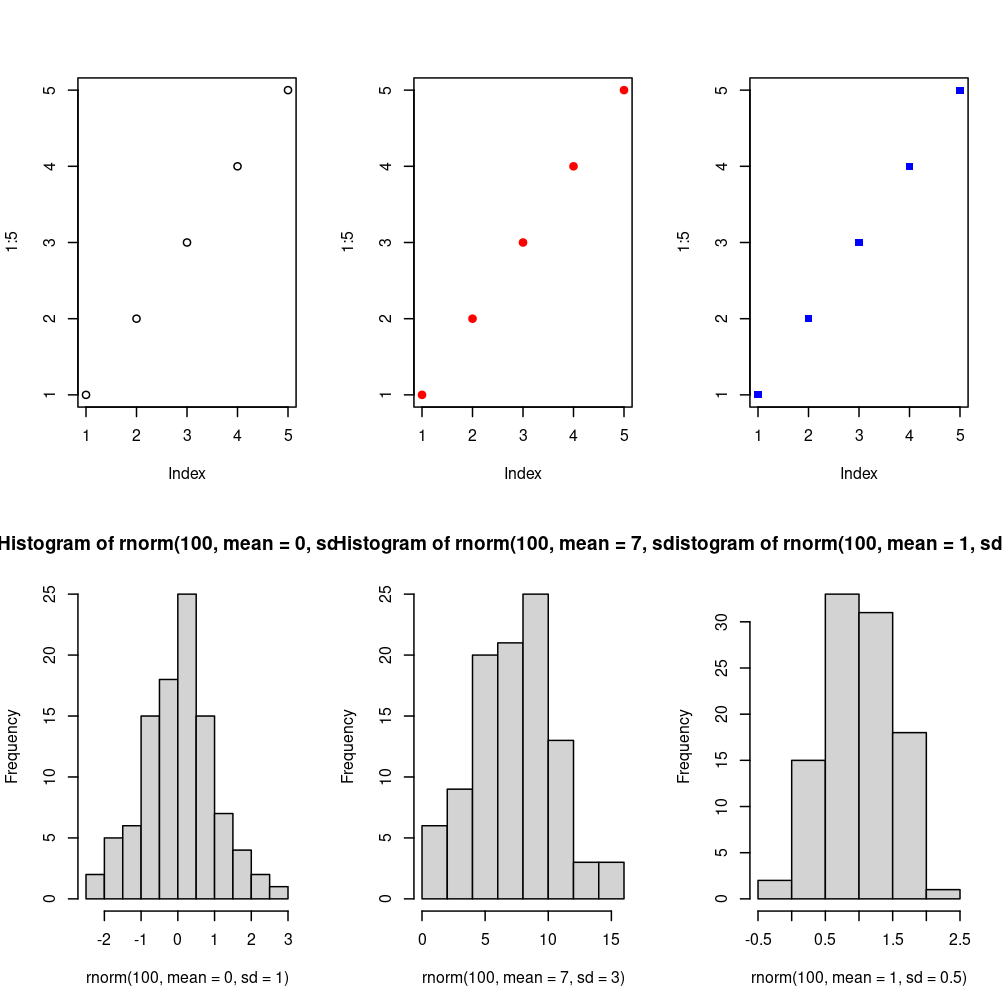 1:5
5
4
3
2
1
1 2 3 4 5
Index
1:5
5
4
3
2
1
1 2 3 4 5
Index
1:5
5
4
3
2
1
1 2 3 4 5
Index
Histogram of rnorm(100, mean = 0, sd
Frequency
25
20
15
10
5
0
-2 -1 0 1 2 3
rnorm(100, mean = 0, sd = 1)
Histogram of rnorm(100, mean = 7, sd
Frequency
25
20
15
10
5
0
0 5 10 15
rnorm(100, mean = 7, sd = 3)
istogram of rnorm(100, mean = 1, sd
Frequency
30
25
20
15
10
5
0
-0.5 0.5 1.5 2.5
rnorm(100, mean = 1, sd = 0.5)